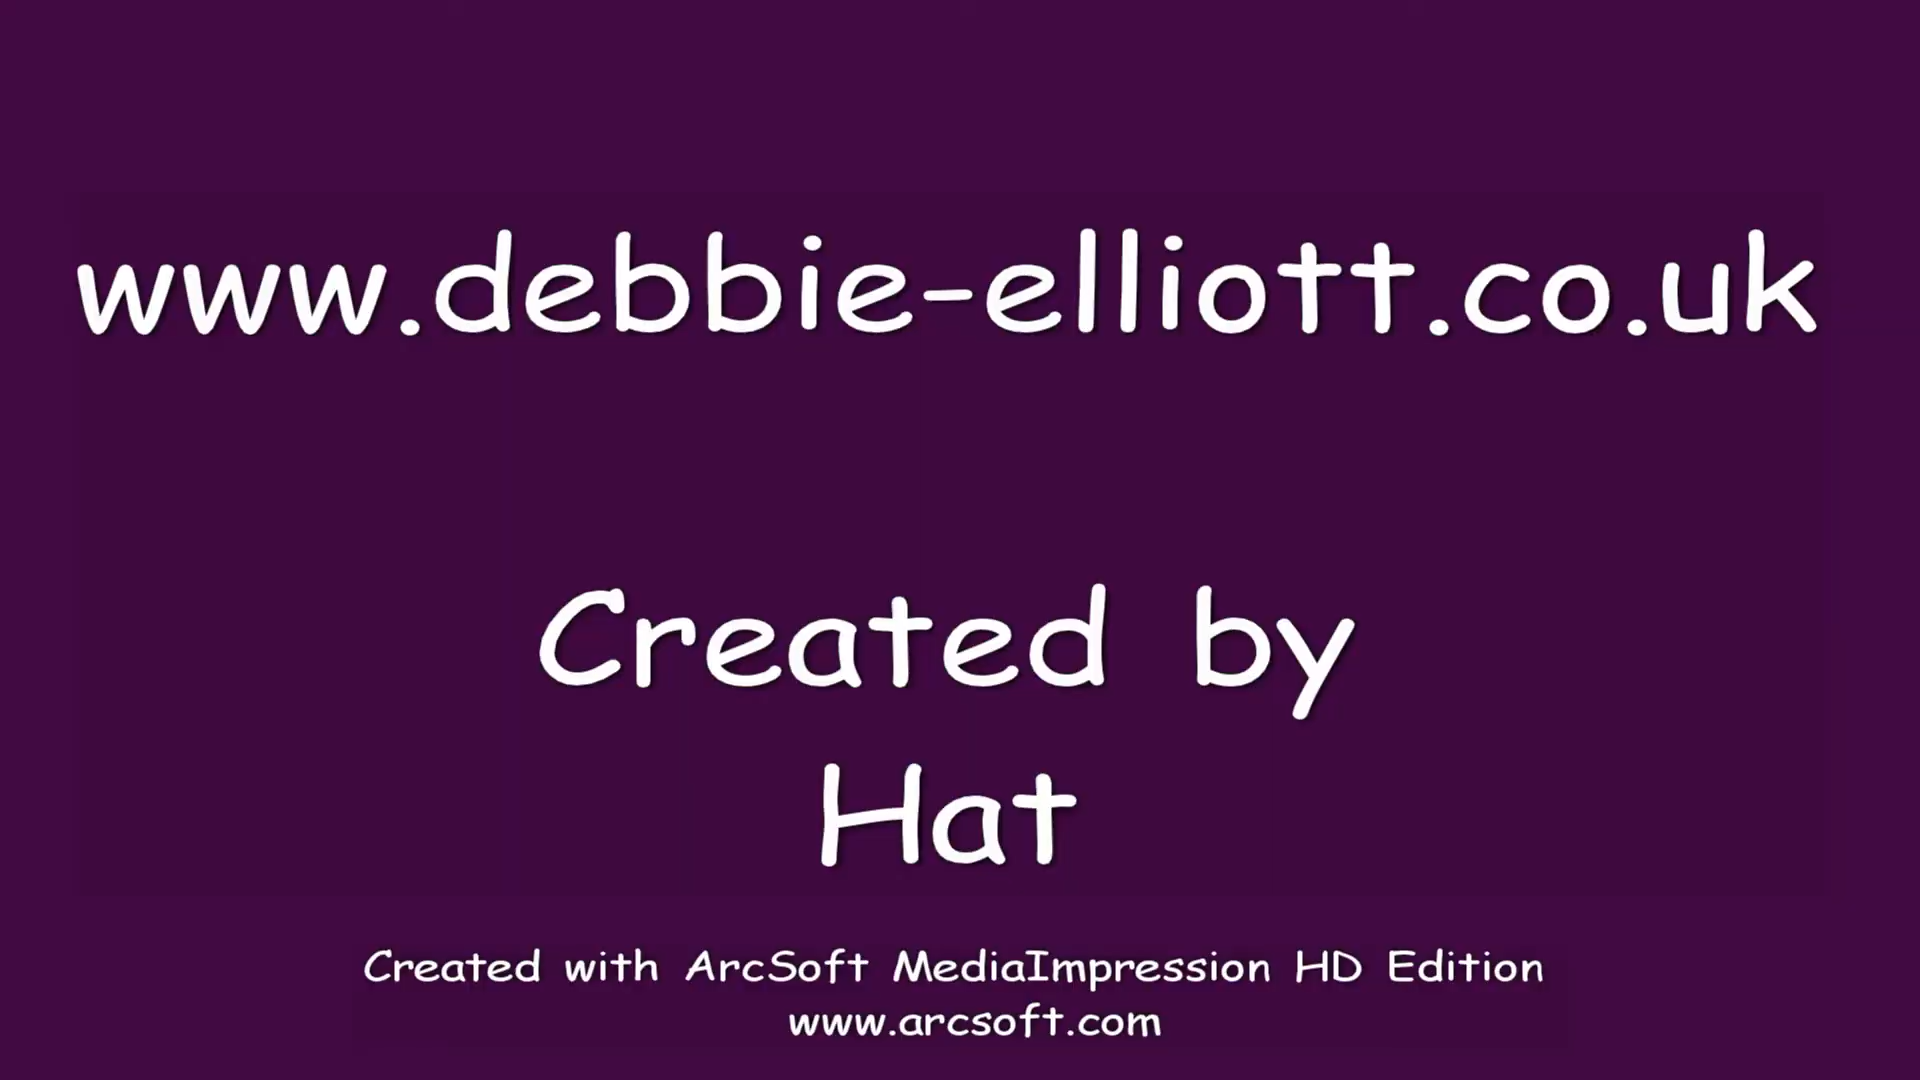 www.debbie-elliott.co.uk
Created by
Hat
Created with ArcSoft MediaImpression HD Edition
www.arcsoft.com